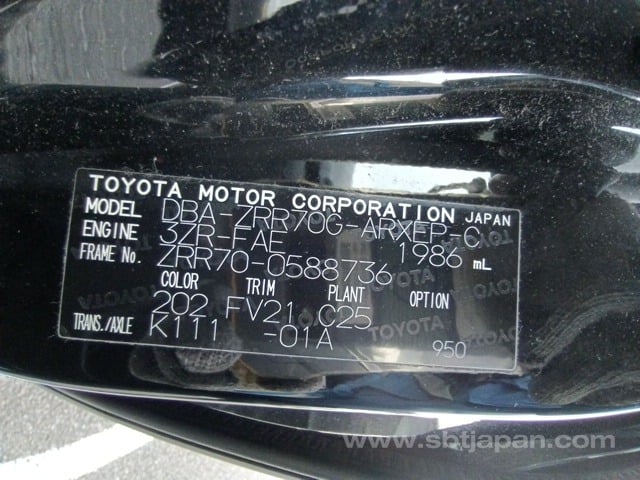 TOYOTA MOTOR CORPORATION JAPAN
MODEL DBA-ZRR70G-ARXEP-C
ENGINE 3ZR-FAE 1986 mL
FRAME No. ZRR70-0588736
COLOR TRIM PLANT OPTION
202 FV21 C25
TRANS./AXLE K111 -01A 950
TOYOTA
www.sbtjapan.com